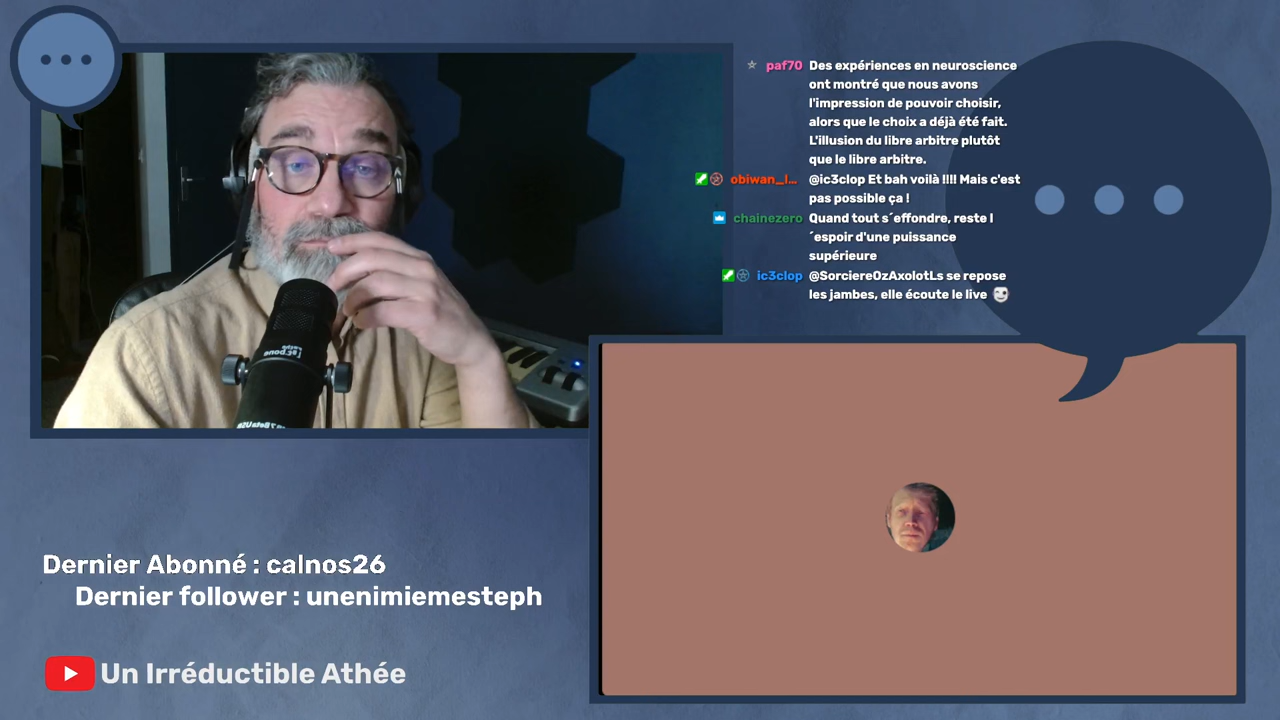 paf70 Des expériences en neuroscience
ont montré que nous avons
l'impression de pouvoir choisir,
alors que le choix a déjà été fait.
L'illusion du libre arbitre plutôt
que le libre arbitre.
obiwan_l... @ic3clop Et bah voilà !!!! Mais c'est
pas possible ça !
chainezero Quand tout s´effondre, reste l
´espoir d'une puissance
supérieure
ic3clop @SorciereOzAxolotLs se repose
les jambes, elle écoute le live
Dernier Abonné : calnos26
Dernier follower : unenimiemesteph
Un Irréductible Athée